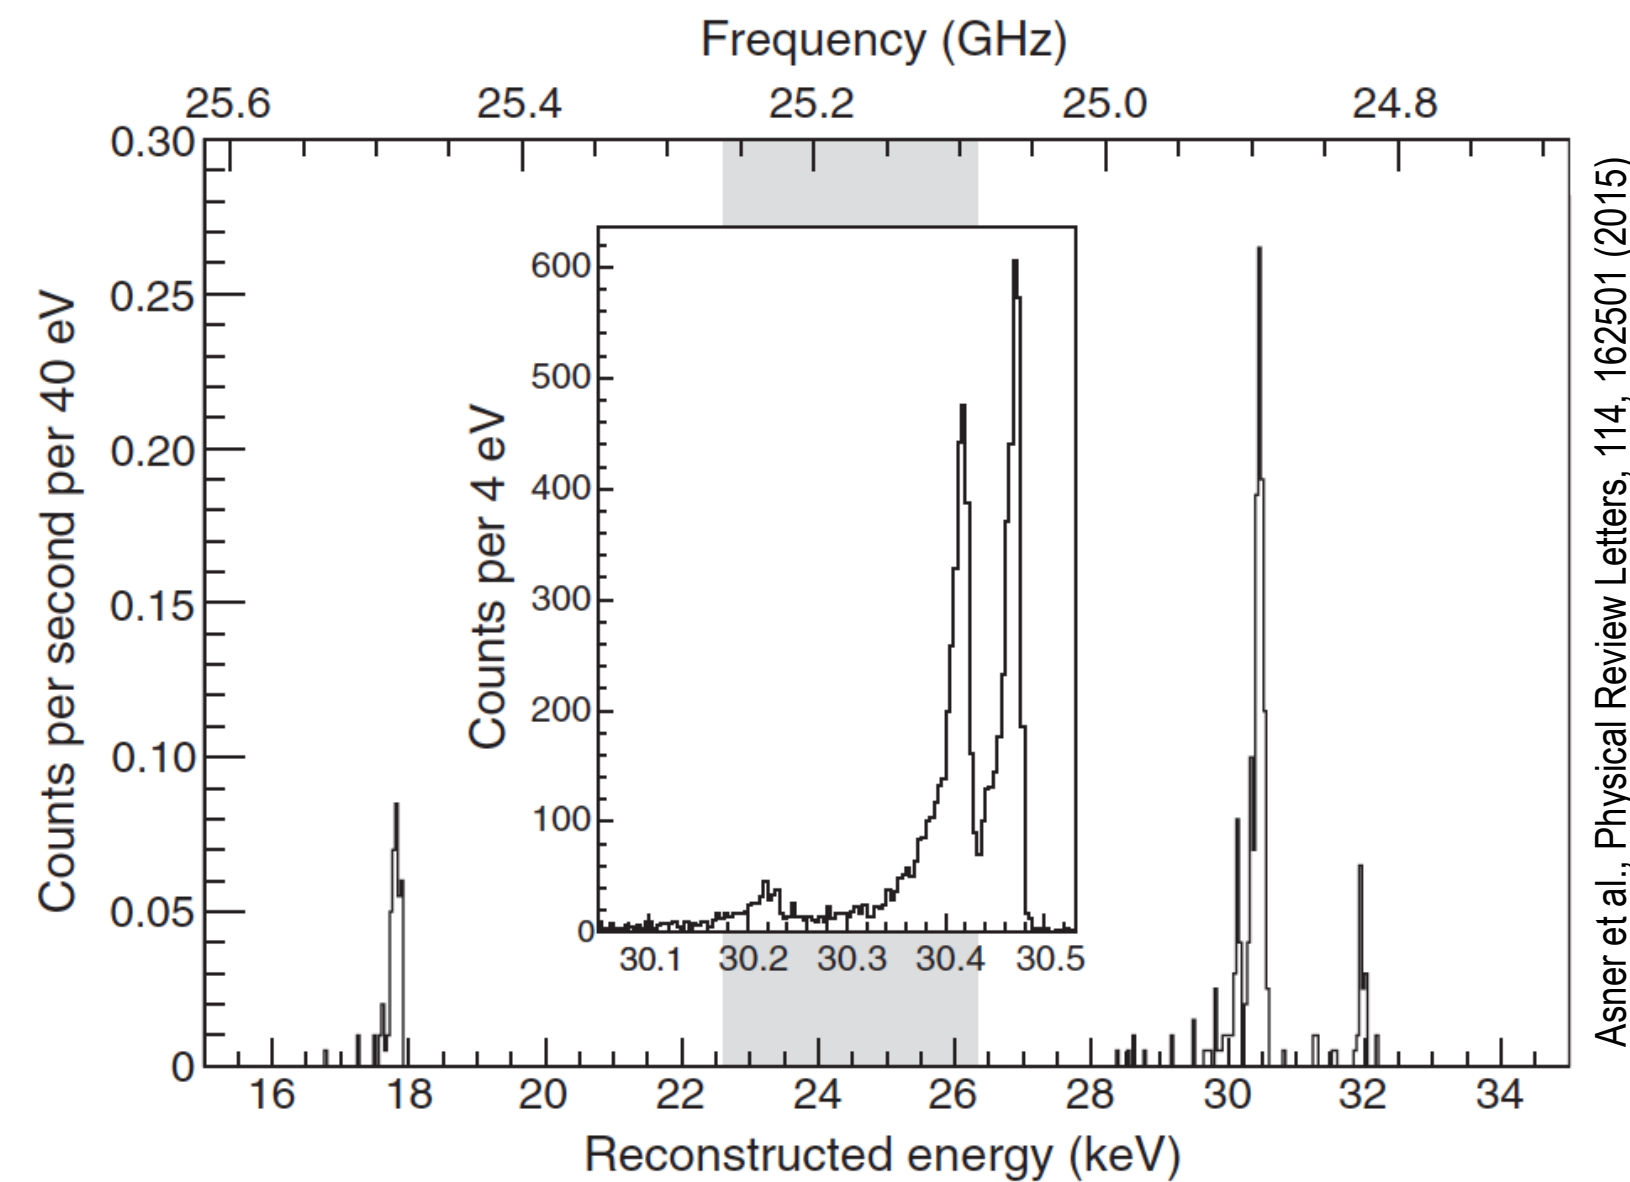 Frequency (GHz)
25.6 25.4 25.2 25.0 24.8
0.30
0.25
0.20
0.15
0.10
0.05
0
Counts per second per 40 eV
600
500
400
300
200
100
0
Counts per 4 eV
30.1 30.2 30.3 30.4 30.5
16 18 20 22 24 26 28 30 32 34
Reconstructed energy (keV)
Asner et al., Physical Review Letters, 114, 162501 (2015)